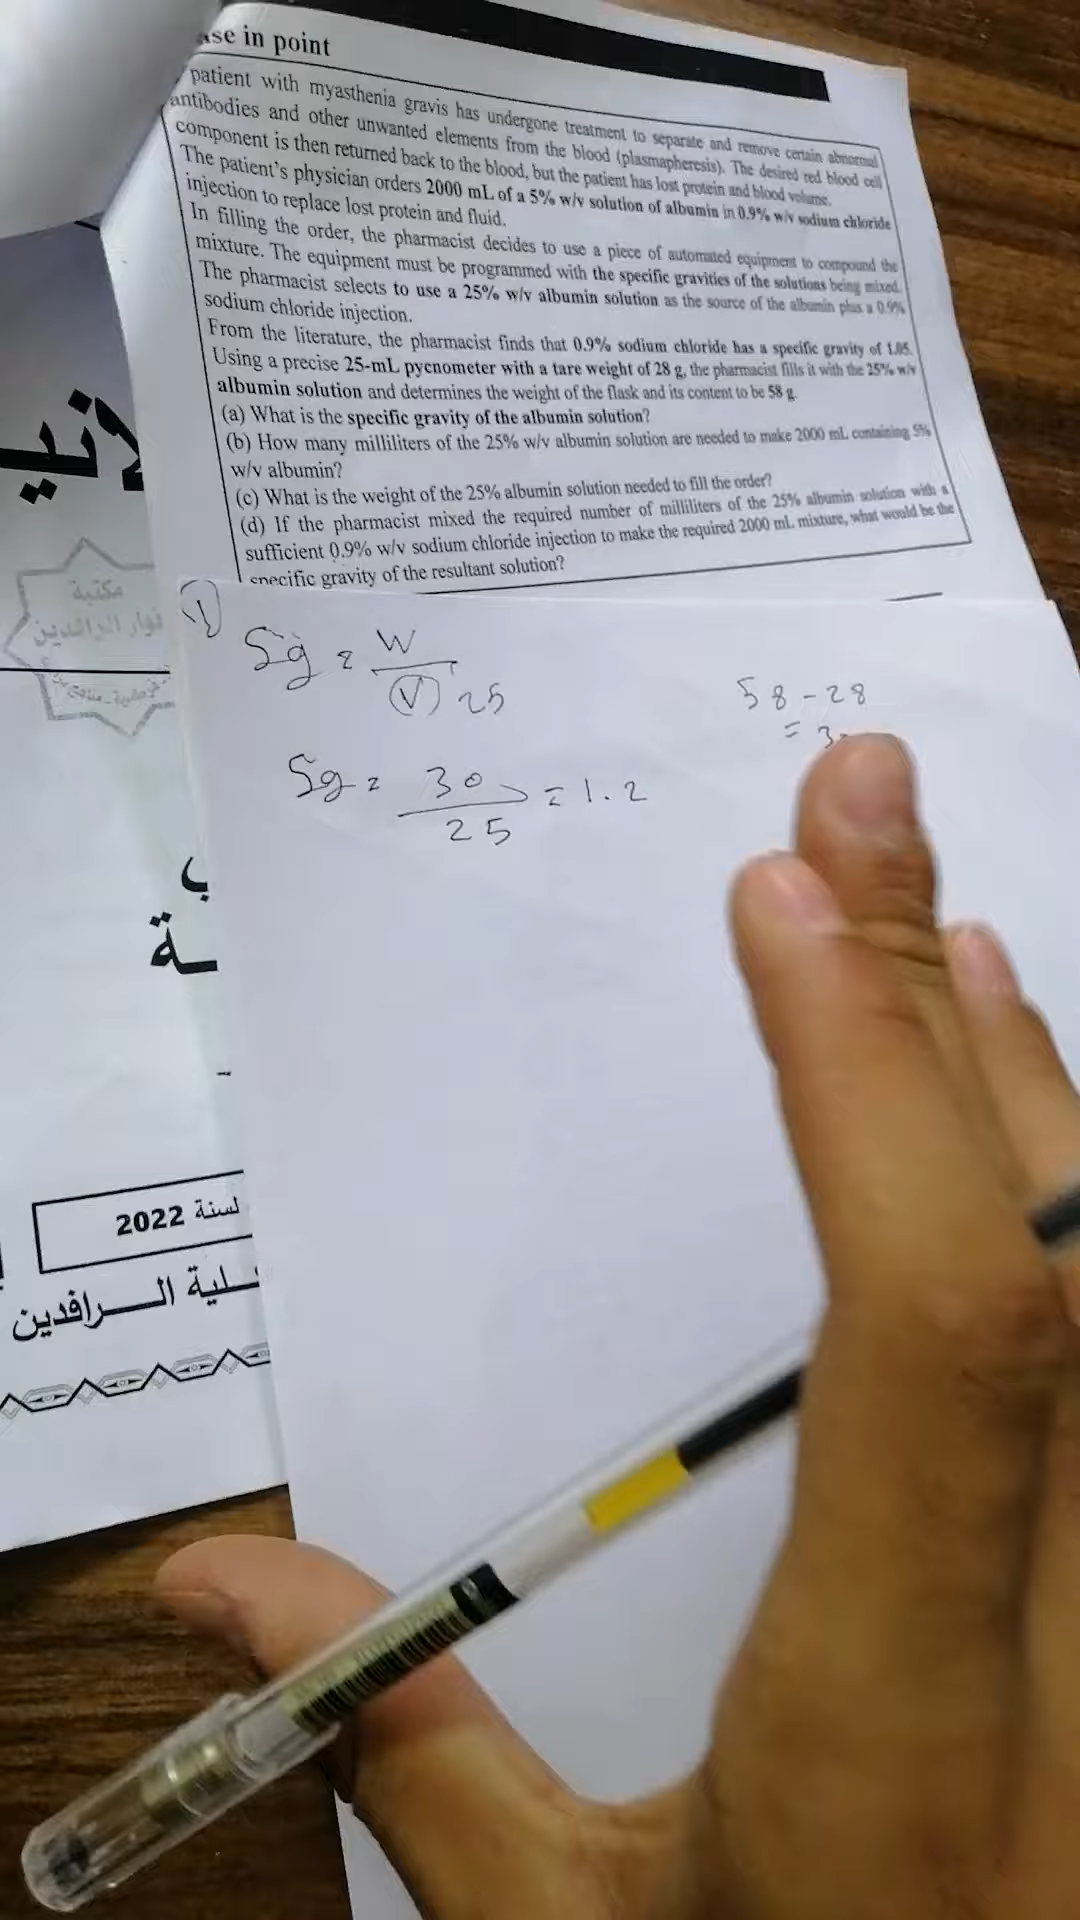 ase in point
patient with myasthenia gravis has undergone treatment to separate and remove certain abnormal
antibodies and other unwanted elements from the blood (plasmapheresis). The desired red blood cell
component is then returned back to the blood, but the patient has lost protein and blood volume.
The patient's physician orders 2000 mL of a 5% w/v solution of albumin in 0.9% w/v sodium chloride
injection to replace lost protein and fluid.
In filling the order, the pharmacist decides to use a piece of automated equipment to compound the
mixture. The equipment must be programmed with the specific gravities of the solutions being mixed.
The pharmacist selects to use a 25% w/v albumin solution as the source of the albumin plus a 0.9%
sodium chloride injection.
From the literature, the pharmacist finds that 0.9% sodium chloride has a specific gravity of 1.05.
Using a precise 25-mL pycnometer with a tare weight of 28 g, the pharmacist fills it with the 25% w/v
albumin solution and determines the weight of the flask and its content to be 58 g.
(a) What is the specific gravity of the albumin solution?
(b) How many milliliters of the 25% w/v albumin solution are needed to make 2000 mL containing 5%
w/v albumin?
(c) What is the weight of the 25% albumin solution needed to fill the order?
(d) If the pharmacist mixed the required number of milliliters of the 25% albumin solution with a
sufficient 0.9% w/v sodium chloride injection to make the required 2000 mL mixture, what would be the
specific gravity of the resultant solution?
1
Sg = W
V 25
58 - 28
= 3
Sg = 30 = 1.2
25
مكتبة
ب
ـة
لسنة 2022
الـــرافدين